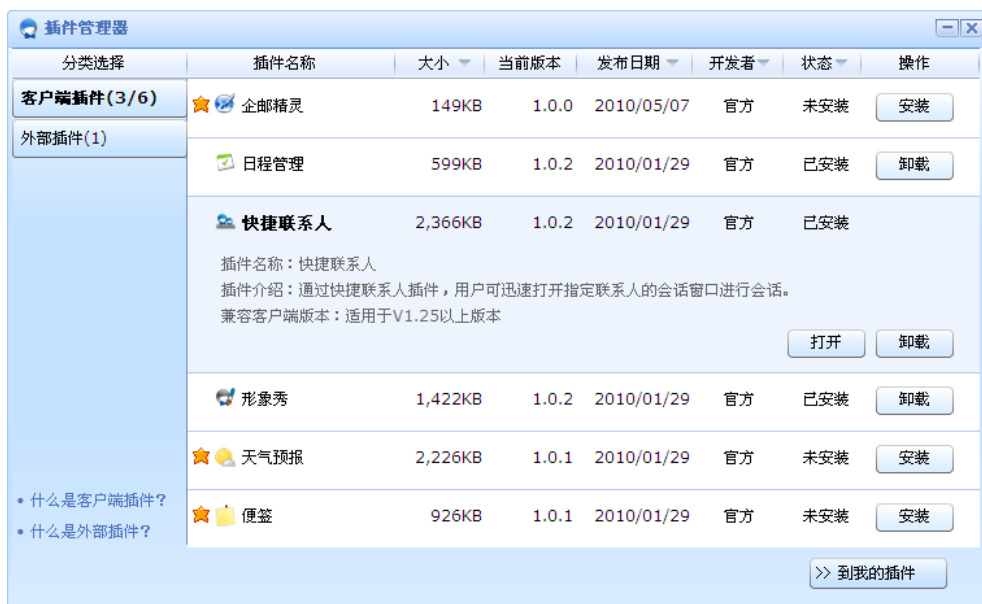 插件管理器
分类选择 插件名称 大小 当前版本 发布日期 开发者 状态 操作
客户端插件(3/6)
外部插件(1)
企邮精灵 149KB 1.0.0 2010/05/07 官方 未安装 安装
日程管理 599KB 1.0.2 2010/01/29 官方 已安装 卸载
快捷联系人 2,366KB 1.0.2 2010/01/29 官方 已安装
插件名称：快捷联系人
插件介绍：通过快捷联系人插件，用户可迅速打开指定联系人的会话窗口进行会话。
兼容客户端版本：适用于V1.25以上版本
打开 卸载
形象秀 1,422KB 1.0.2 2010/01/29 官方 已安装 卸载
天气预报 2,226KB 1.0.1 2010/01/29 官方 未安装 安装
便签 926KB 1.0.1 2010/01/29 官方 未安装 安装
• 什么是客户端插件?
• 什么是外部插件?
>> 到我的插件